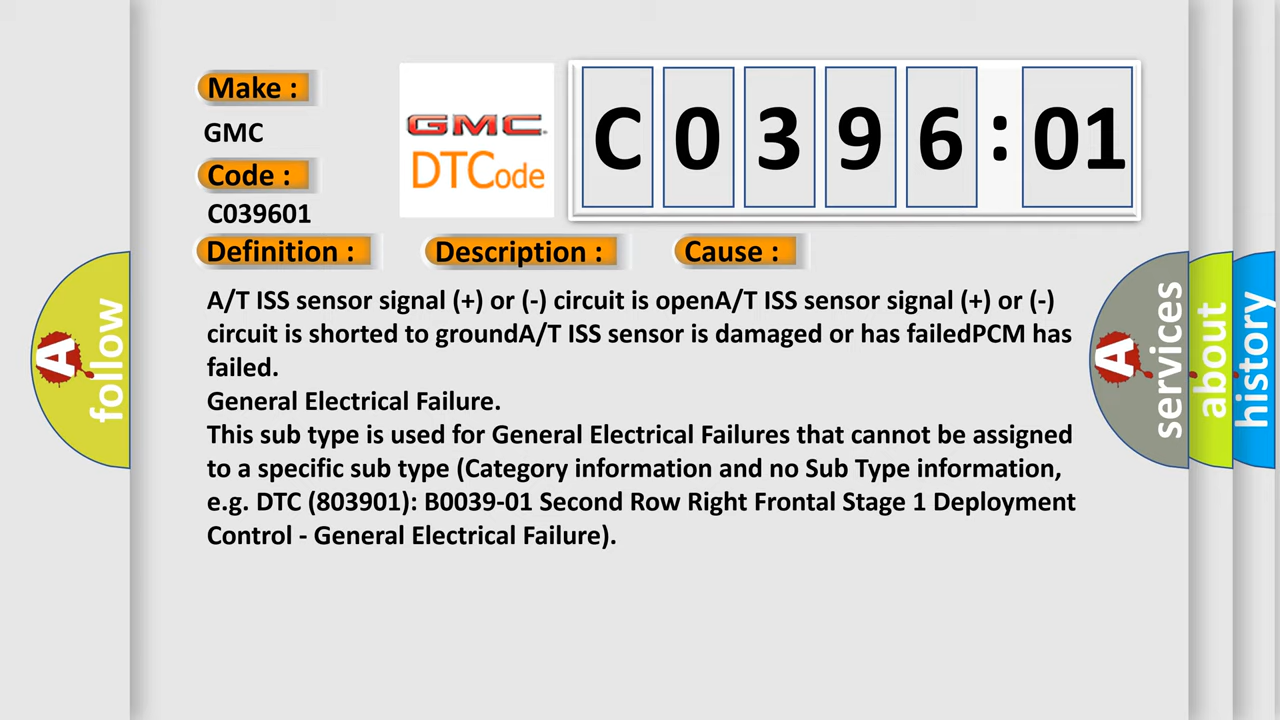 Make :
GMC
Code :
C039601
GMC
DTCode
C0396:01
Definition :
Description :
Cause :
A/T ISS sensor signal (+) or (-) circuit is openA/T ISS sensor signal (+) or (-)
circuit is shorted to groundA/T ISS sensor is damaged or has failedPCM has
failed.
General Electrical Failure.
This sub type is used for General Electrical Failures that cannot be assigned
to a specific sub type (Category information and no Sub Type information,
e.g. DTC (803901): B0039-01 Second Row Right Frontal Stage 1 Deployment
Control - General Electrical Failure).
A follow
A services
about
history